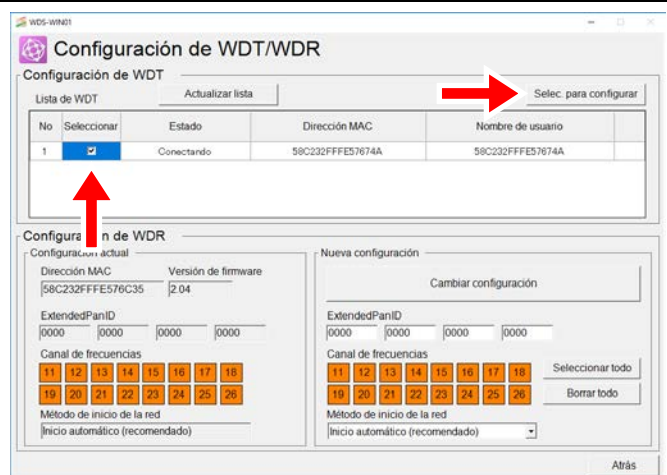 WDS-WIN01
Configuración de WDT/WDR
Configuración de WDT
Lista de WDT
Actualizar lista
Selec. para configurar
No Seleccionar Estado Dirección MAC Nombre de usuario
1 Conectando 58C232FFFE57674A 58C232FFFE57674A
Configuración de WDR
Configuración actual
Dirección MAC Versión de firmware
58C232FFFE576C35 2.04
ExtendedPanID
0000 0000 0000 0000
Canal de frecuencias
11 12 13 14 15 16 17 18
19 20 21 22 23 24 25 26
Método de inicio de la red
Inicio automático (recomendado)
Nueva configuración
Cambiar configuración
ExtendedPanID
0000 0000 0000 0000
Canal de frecuencias
11 12 13 14 15 16 17 18 Seleccionar todo
19 20 21 22 23 24 25 26 Borrar todo
Método de inicio de la red
Inicio automático (recomendado)
Atrás